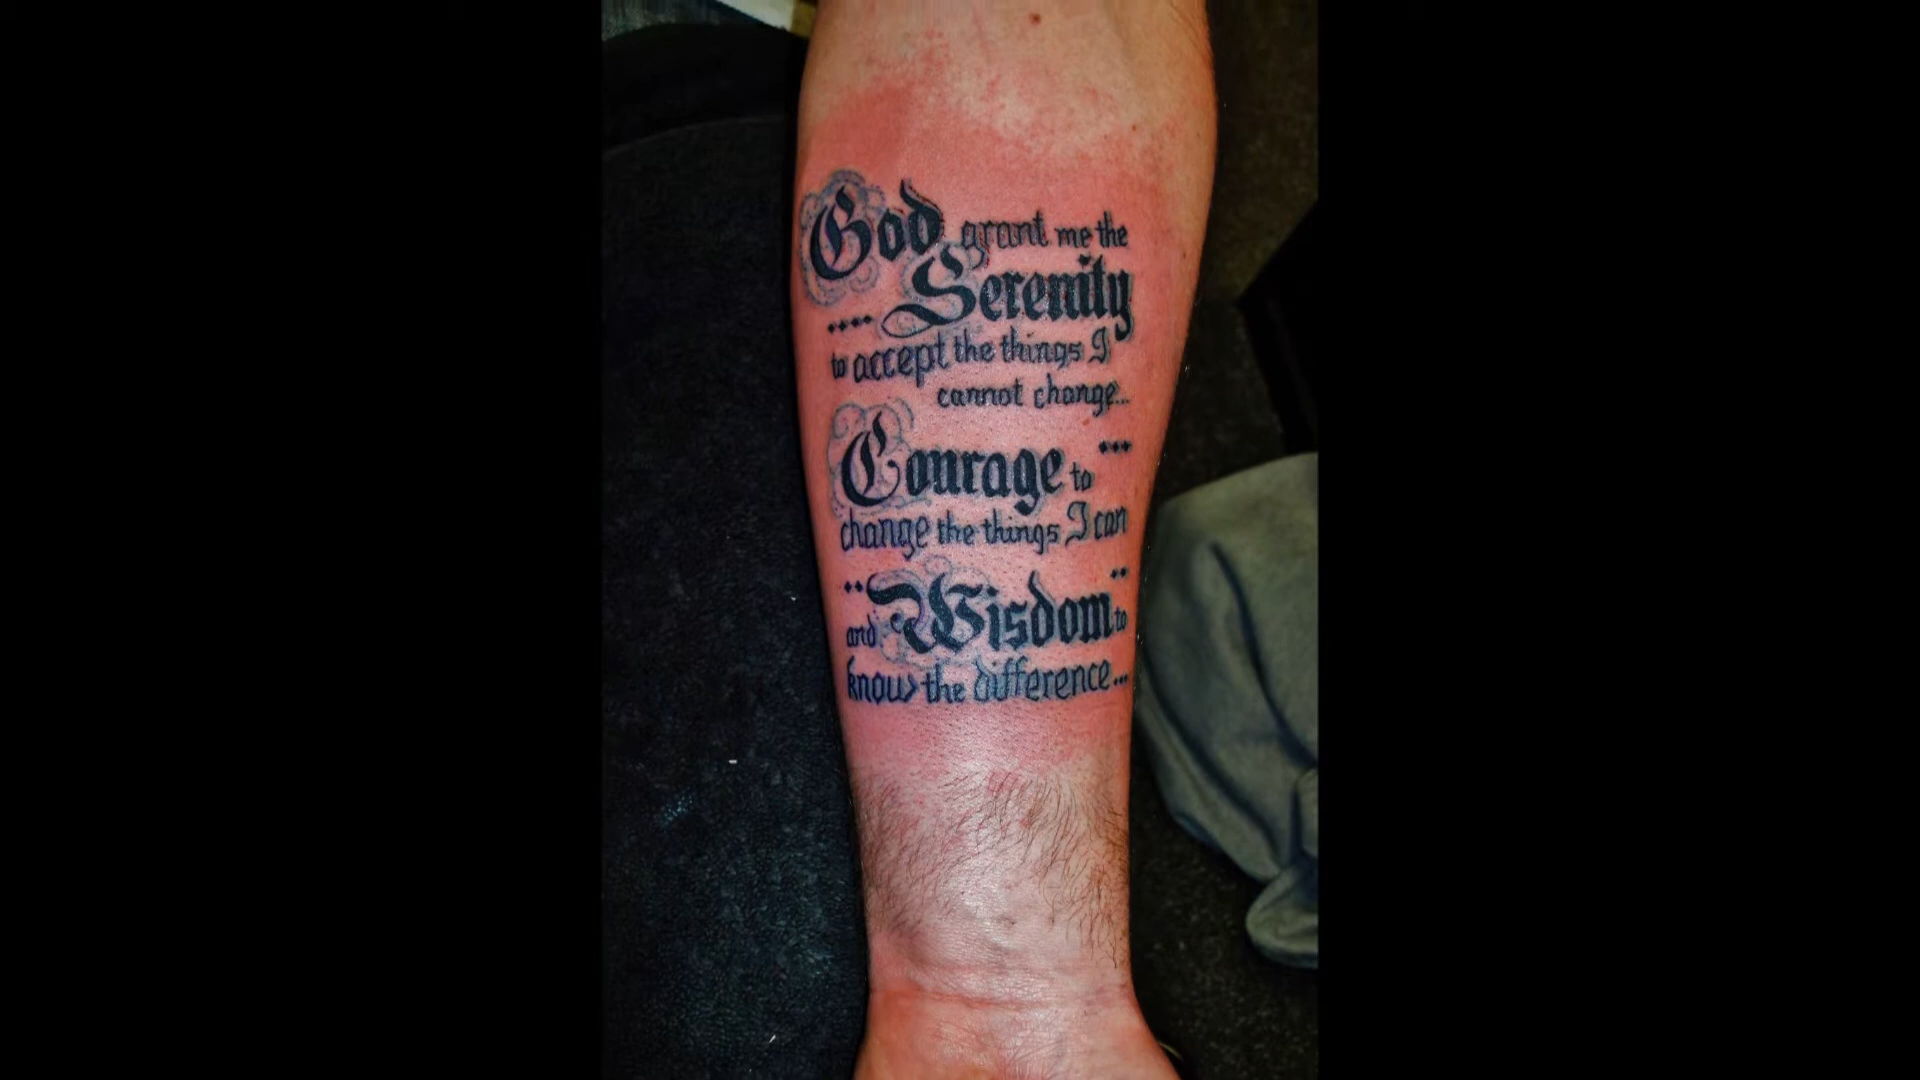 God grant me the
Serenity
to accept the things I
cannot change...
Courage to
change the things I can
and Wisdom to
know the difference...